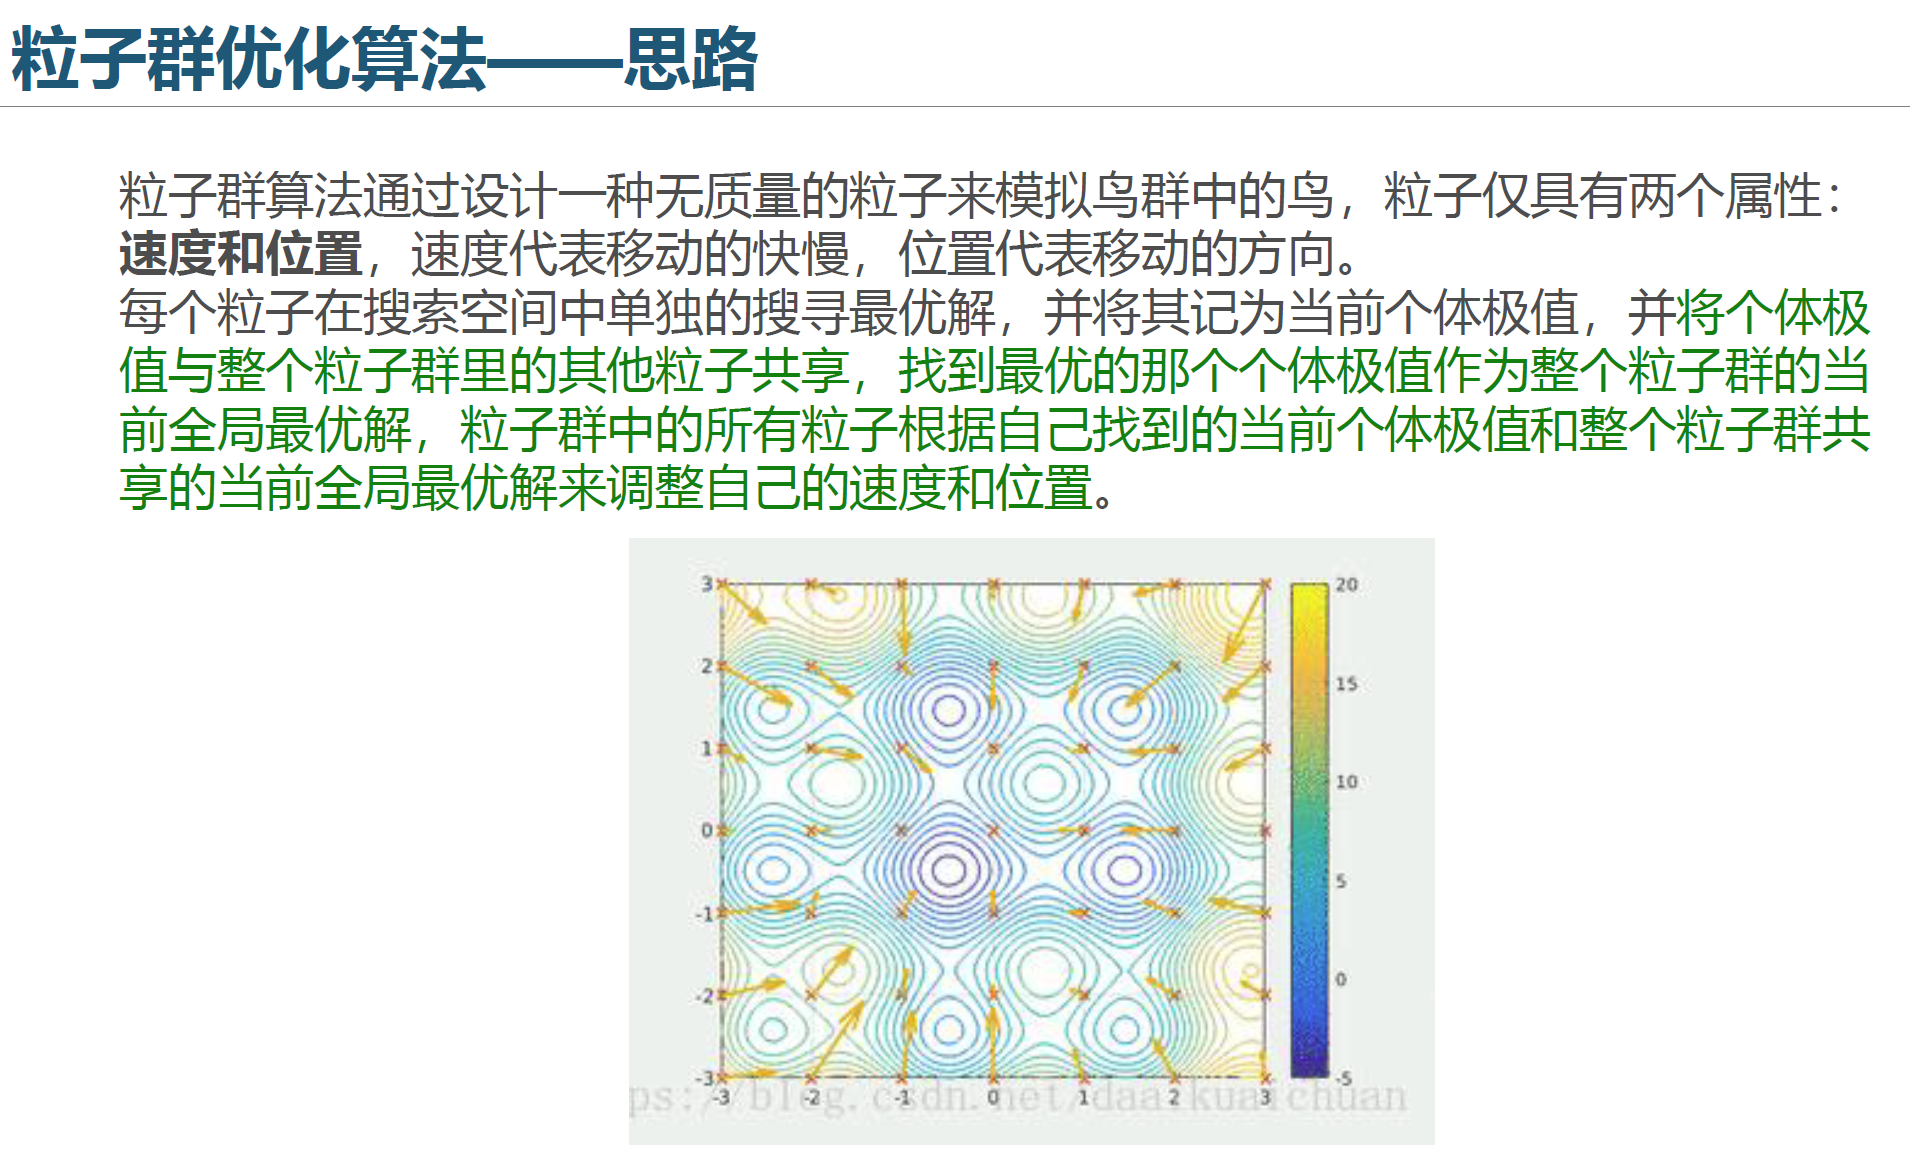 粒子群优化算法——思路
粒子群算法通过设计一种无质量的粒子来模拟鸟群中的鸟，粒子仅具有两个属性：
速度和位置，速度代表移动的快慢，位置代表移动的方向。
每个粒子在搜索空间中单独的搜寻最优解，并将其记为当前个体极值，并将个体极
值与整个粒子群里的其他粒子共享，找到最优的那个个体极值作为整个粒子群的当
前全局最优解，粒子群中的所有粒子根据自己找到的当前个体极值和整个粒子群共
享的当前全局最优解来调整自己的速度和位置。
3
2
1
0
-1
-2
-3
-3 -2 -1 0 1 2 3
20
15
10
5
0
-5
ps://blog.csdn.net/daaikuaichuan